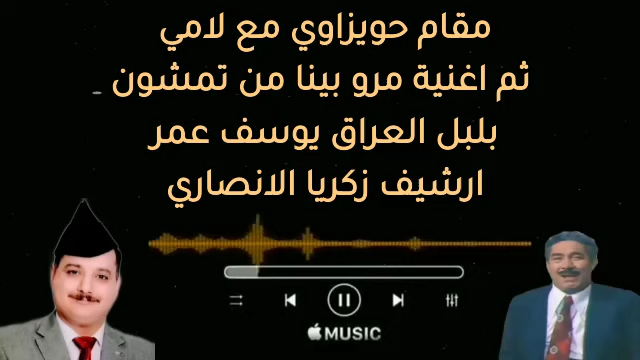 مقام حويزاوي مع لامي
ثم اغنية مرو بينا من تمشون _
بلبل العراق يوسف عمر
ارشيف زكريا الانصاري
MUSIC